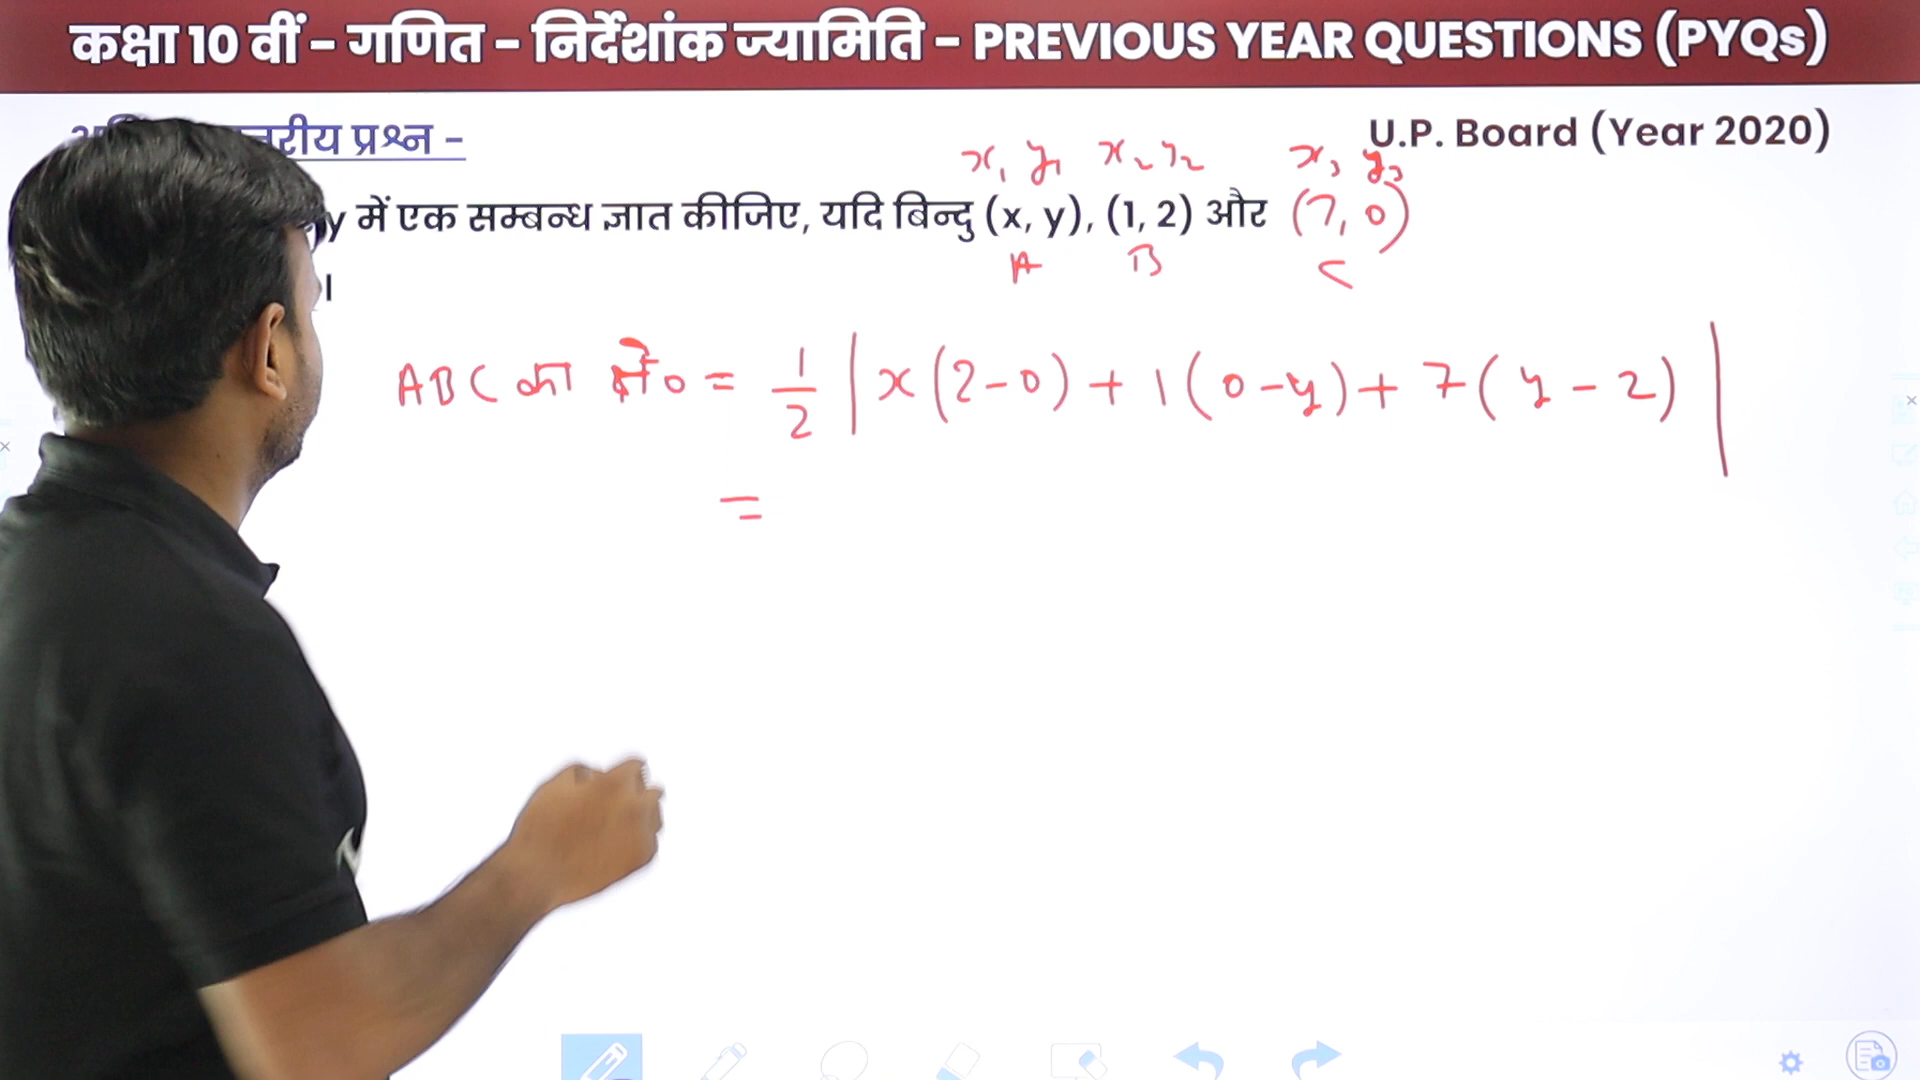 कक्षा 10 वीं – गणित – निर्देशांक ज्यामिति – PREVIOUS YEAR QUESTIONS (PYQs)
प्रश्न –
U.P. Board (Year 2020)
x₁ y₁ x₂ y₂ x₃ y₃
y में एक सम्बन्ध ज्ञात कीजिए, यदि बिन्दु (x, y), (1, 2) और (7, 0)
A B C
।
ABC का क्षे० = 1/2 | x(2-0) + 1(0-y) + 7(y-2) |
=